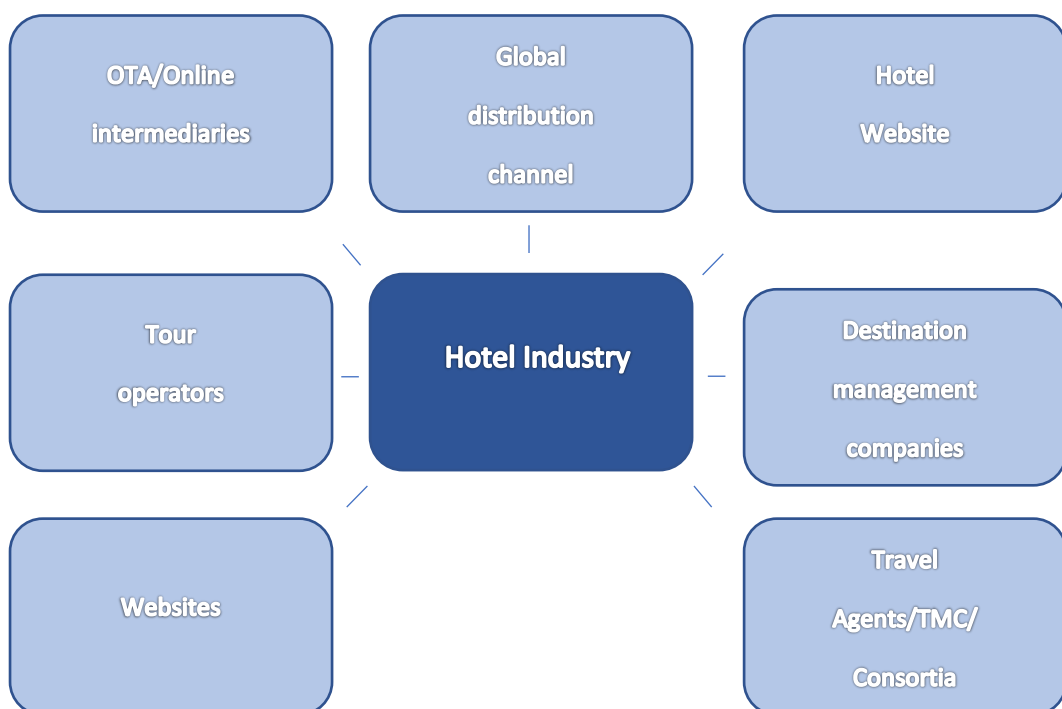 OTA/Online
intermediaries
Global
distribution
channel
Hotel
Website
Tour
operators
Hotel Industry
Destination
management
companies
Websites
Travel
Agents/TMC/
Consortia